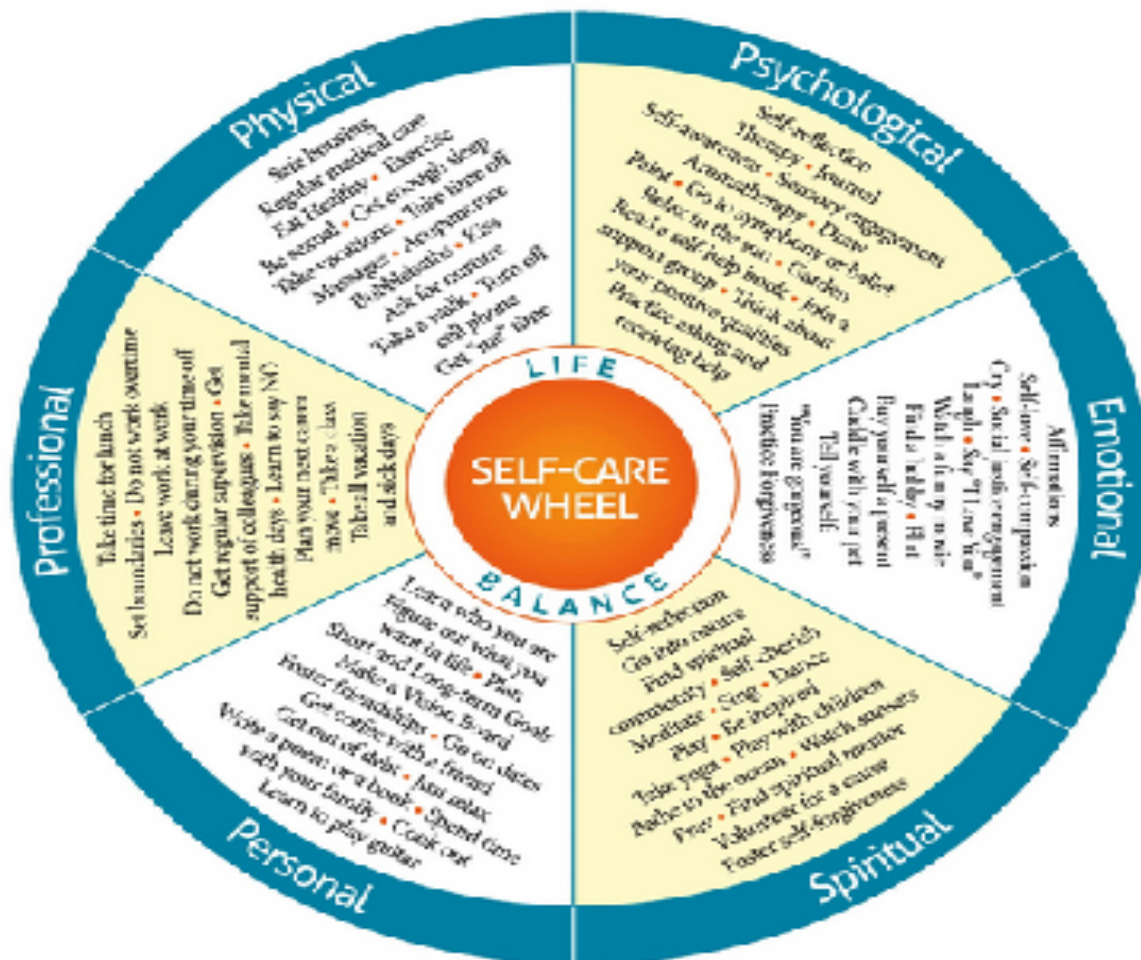 Physical
Safe housing
Regular medical care
Eat Healthy • Exercise
Be sexual • Get enough sleep
Take vacations • Take time off
Massage • Acupuncture
Bubblebaths • Kiss
Ask for nurture
Take a walk • Turn off
cell phone
Get "me" time
Psychological
Self-reflection
Therapy • Journal
Self-awareness • Sensory engagement
Aromatherapy • Draw
Paint • Go to symphony or ballet
Relax in the sun • Garden
Read a self-help book • Join a
support group • Think about
your positive qualities
Practice asking and
receiving help
Emotional
Affirmations
Self-love • Self-compassion
Cry • Social justice engagement
Laugh • Say "I Love You"
Watch a funny movie
Find a hobby • Flirt
Buy yourself a present
Cuddle with your pet
Tell yourself:
"You are gorgeous"
Practice Forgiveness
Spiritual
Self-reflection
Go into nature
Find spiritual
community • Self-cherish
Meditate • Sing • Dance
Play • Be inspired
Take yoga • Play with children
Bathe in the ocean • Watch sunsets
Pray • Find spiritual mentor
Volunteer for a cause
Foster self-forgiveness
Personal
Learn who you are
Figure out what you
want in life • Plan
Short and Long-term Goals
Make a Vision Board
Foster friendships • Go on dates
Get coffee with a friend
Get out of debt • Just relax
Write a poem or a book • Spend time
with your family • Cook out
Learn to play guitar
Professional
Take time for lunch
Set boundaries • Do not work overtime
Leave work at work
Do not work during your time off
Get regular supervision • Get
support of colleagues • Take mental
health days • Learn to say NO
Plan your next career
move • Take a class
Take all vacation
and sick days
LIFE
SELF-CARE
WHEEL
BALANCE